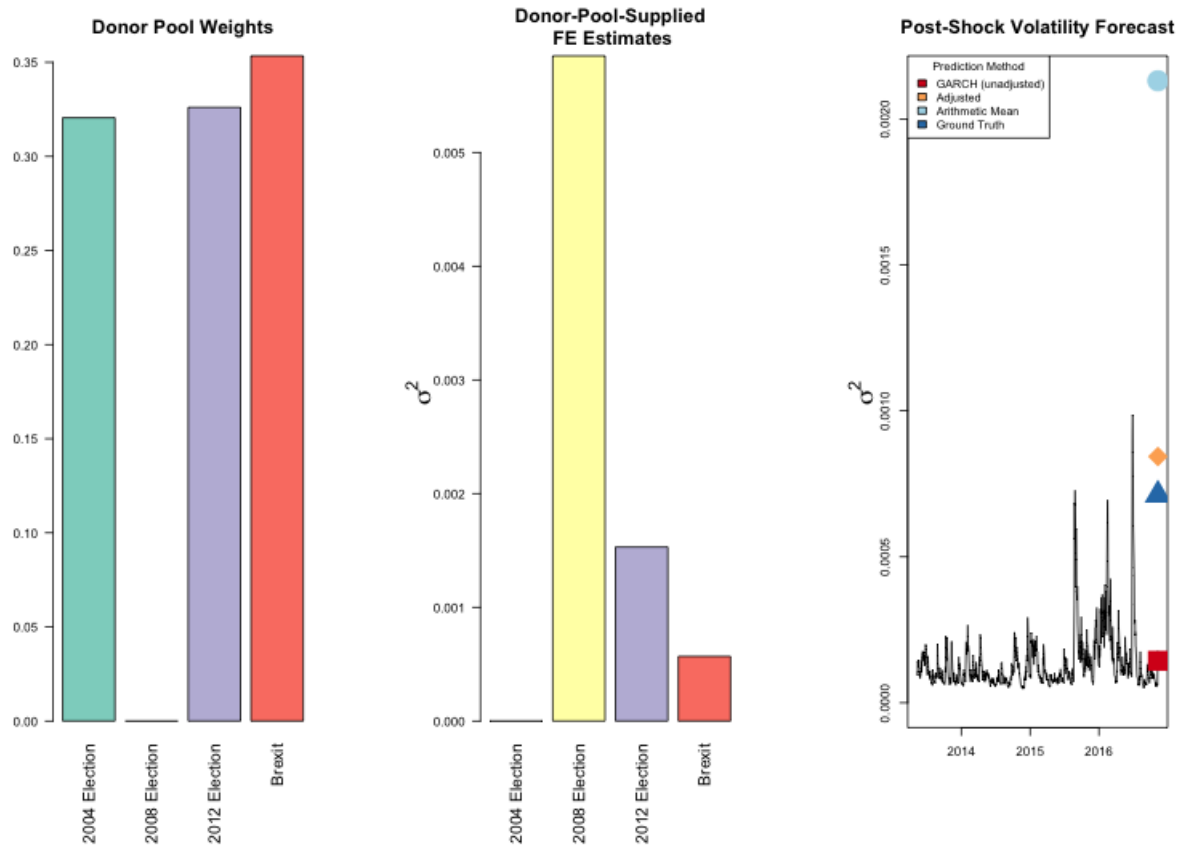 Donor Pool Weights
0.35
0.30
0.25
0.20
0.15
0.10
0.05
0.00
2004 Election
2008 Election
2012 Election
Brexit
Donor-Pool-Supplied
FE Estimates
σ²
0.005
0.004
0.003
0.002
0.001
0.000
2004 Election
2008 Election
2012 Election
Brexit
Post-Shock Volatility Forecast
Prediction Method
GARCH (unadjusted)
Adjusted
Arithmetic Mean
Ground Truth
σ²
0.0020
0.0015
0.0010
0.0005
0.0000
2014
2015
2016